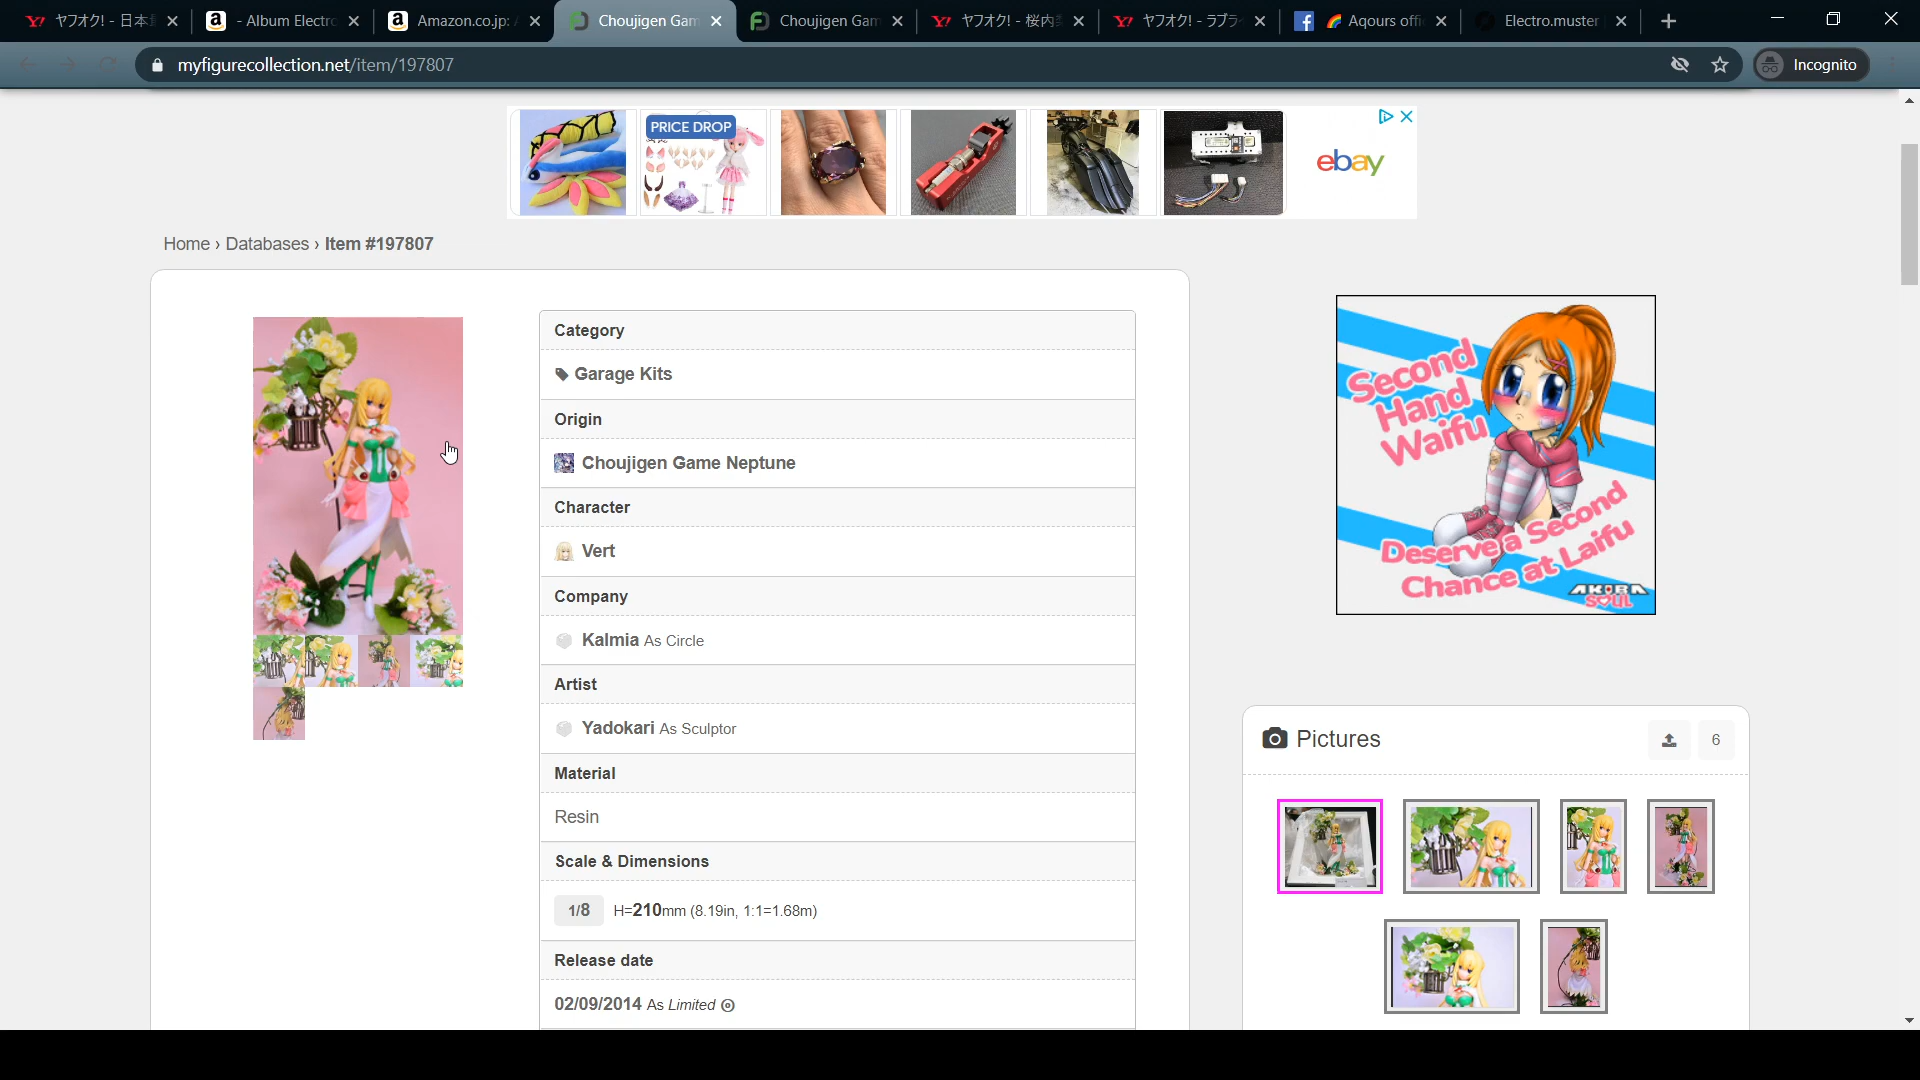 ヤフオク! - 日本
- Album Electro
Amazon.co.jp:
Choujigen Gam
Choujigen Gam
ヤフオク! - 桜内
ヤフオク! - ラブラ
Aqours offic
Electro.muster
myfigurecollection.net/item/197807
Incognito
PRICE DROP
ebay
Home › Databases › Item #197807
Category
Garage Kits
Origin
Choujigen Game Neptune
Character
Vert
Company
Kalmia As Circle
Artist
Yadokari As Sculptor
Material
Resin
Scale & Dimensions
1/8 H=210mm (8.19in, 1:1=1.68m)
Release date
02/09/2014 As Limited
Second
Hand
Waifu
Deserve a Second
Chance at Laifu
AKIBA
SOUL
Pictures
6